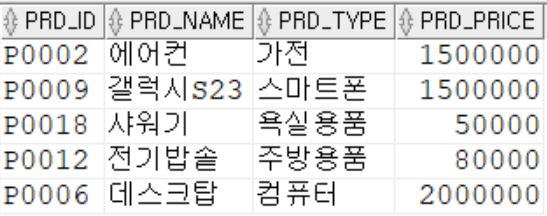 PRD_ID PRD_NAME PRD_TYPE PRD_PRICE
P0002 에어컨 가전 1500000
P0009 갤럭시S23 스마트폰 1500000
P0018 샤워기 욕실용품 50000
P0012 전기밥솥 주방용품 80000
P0006 데스크탑 컴퓨터 2000000